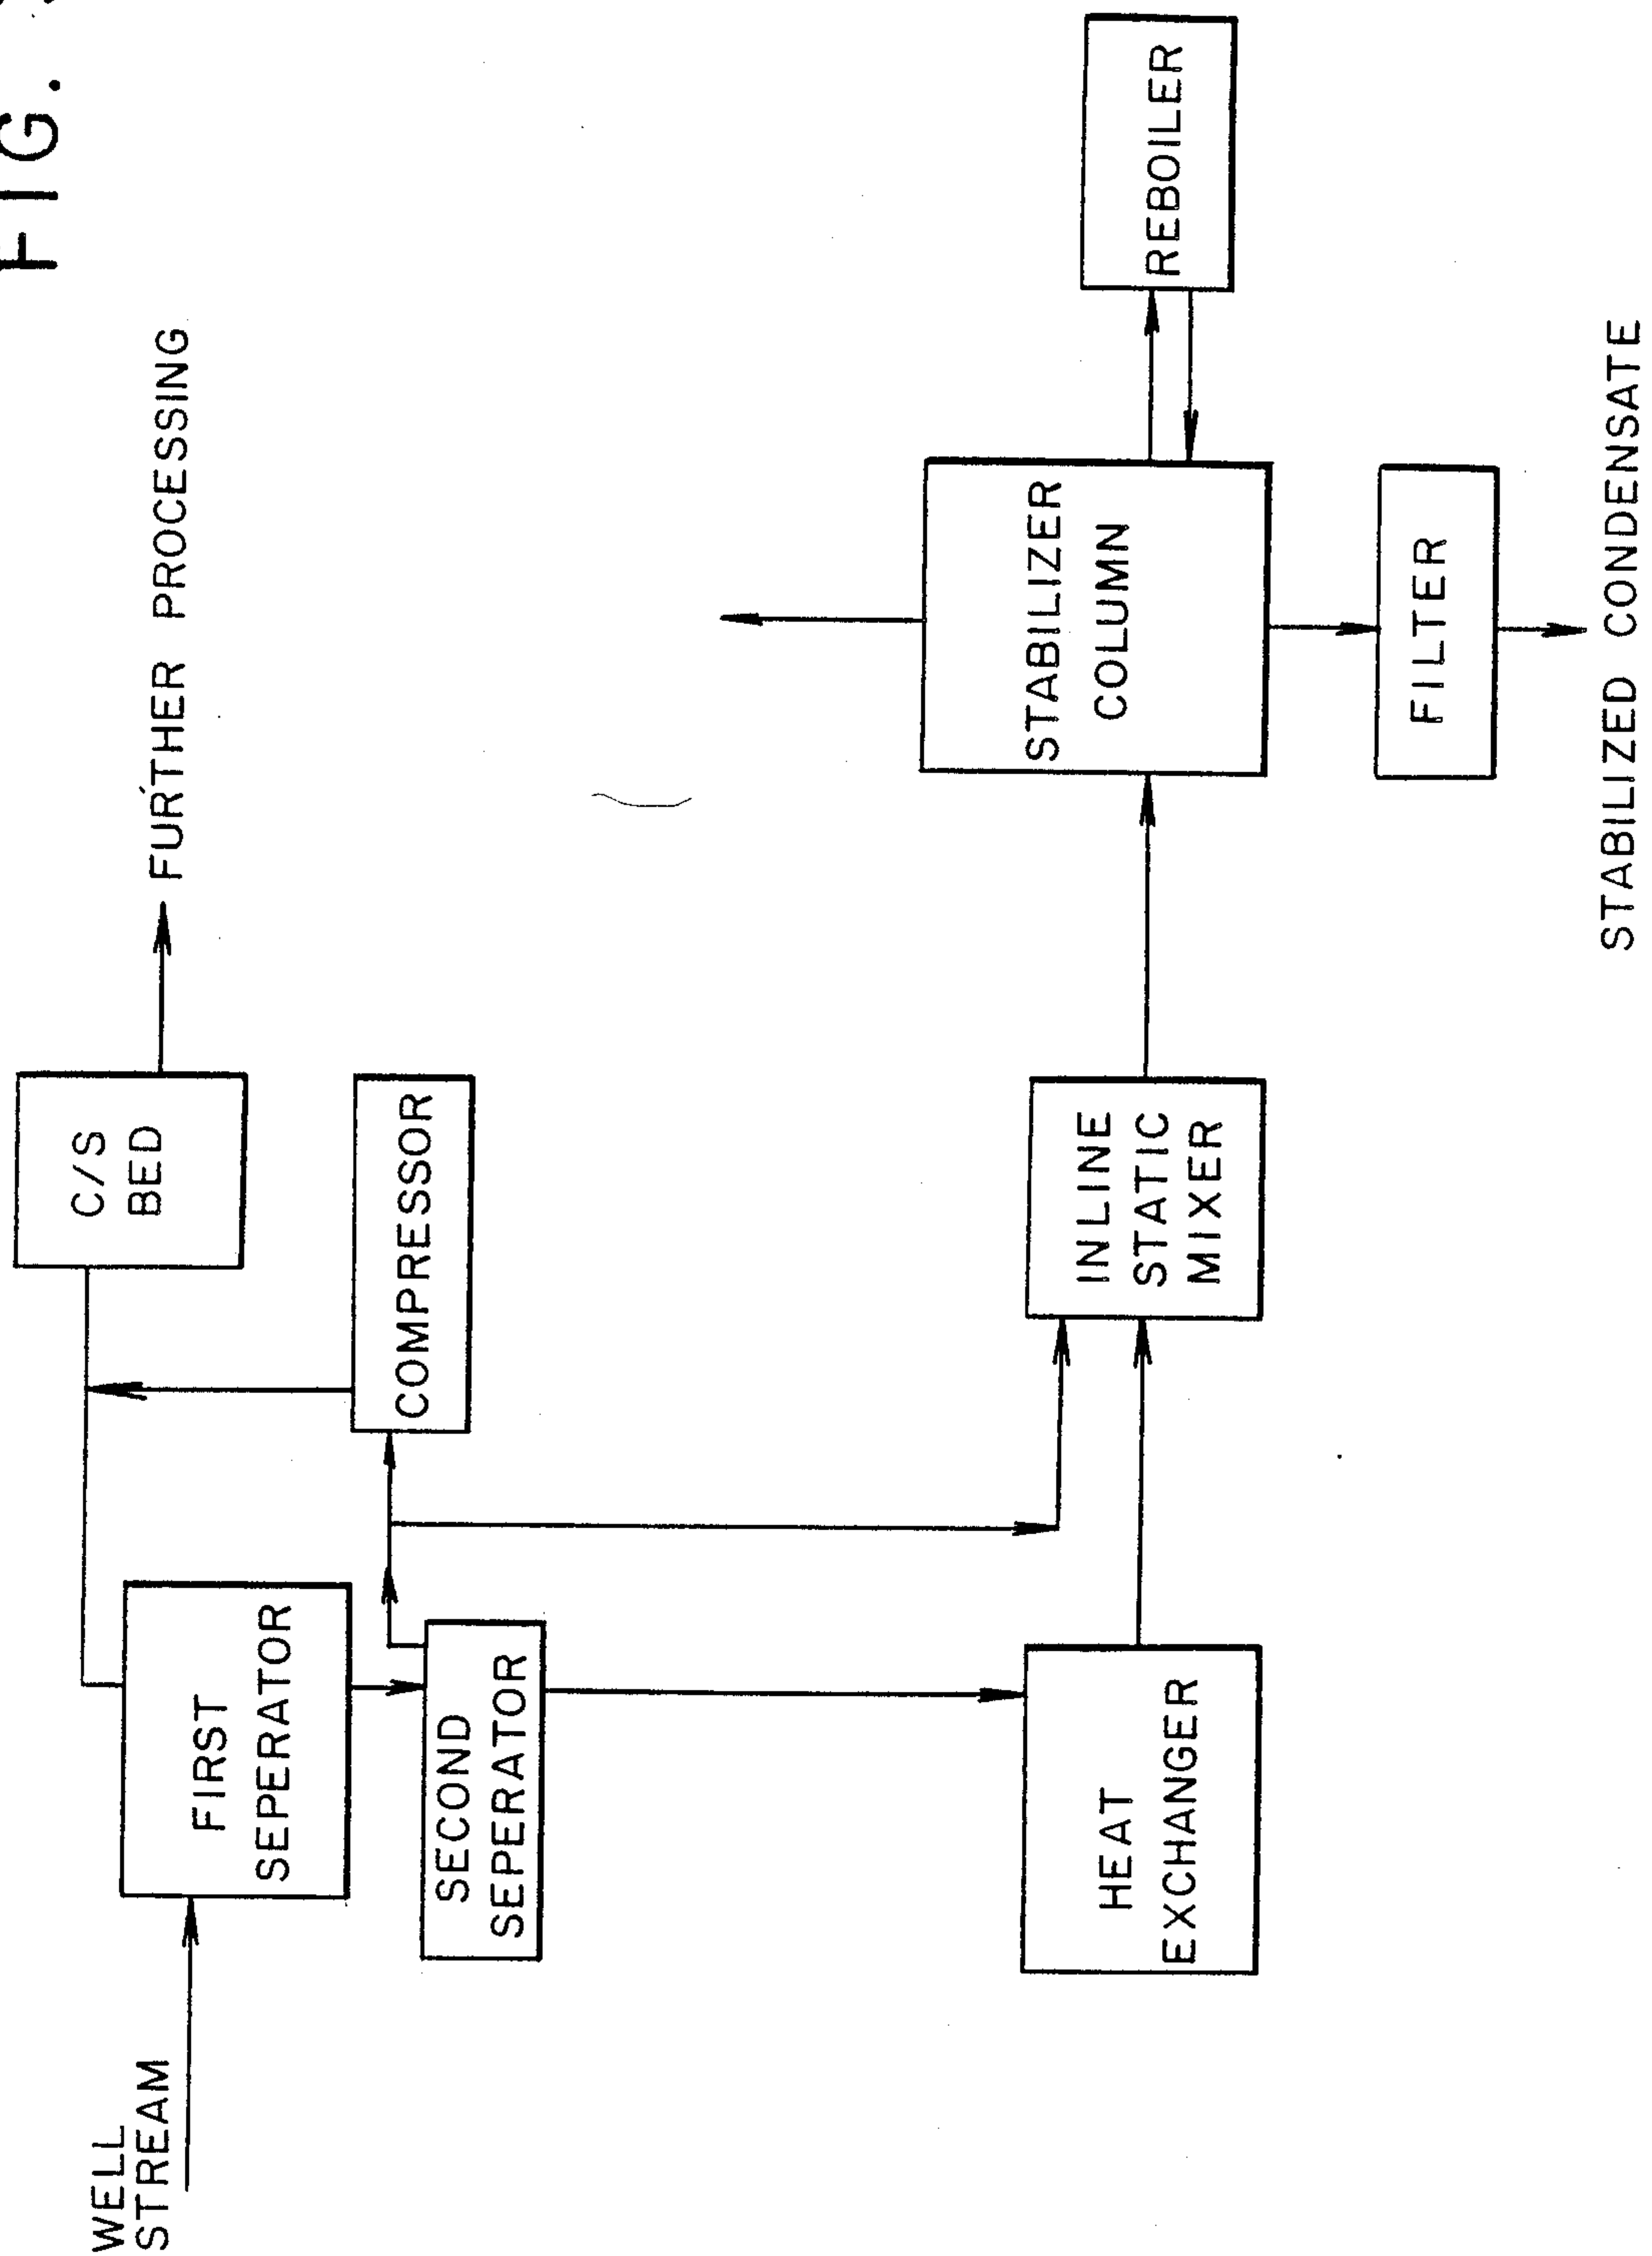 FIG.
WELL
STREAM
FIRST
SEPERATOR
C/S
BED
FURTHER PROCESSING
SECOND
SEPERATOR
COMPRESSOR
HEAT
EXCHANGER
INLINE
STATIC
MIXER
STABILIZER
COLUMN
REBOILER
FILTER
STABILIZED CONDENSATE